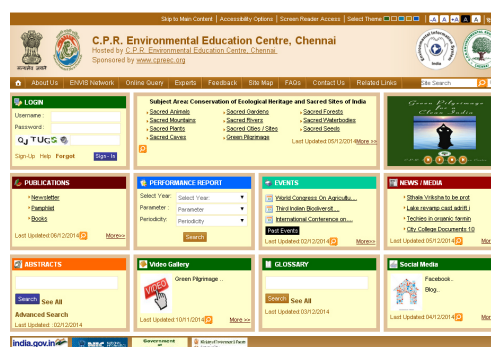 Skip to Main Content | Accessibility Options | Screen Reader Access | Select Theme
-A A +A A A
C.P.R. Environmental Education Centre, Chennai
Hosted by C.P.R. Environmental Education Centre, Chennai
Sponsored by www.cpreec.org
About Us ENVIS Network Online Query Experts Feedback Site Map FAQs Contact Us Related Links Site Search
LOGIN
Username :
Password :
Sign-Up Help Forgot Sign - In
Subject Area: Conservation of Ecological Heritage and Sacred Sites of India
Sacred Animals Sacred Gardens Sacred Forests
Sacred Mountains Sacred Rivers Sacred Waterbodies
Sacred Plants Sacred Cities / Sites Sacred Seeds
Sacred Caves Green Pilgrimage
Last Updated:05/12/2014 More >>
Green Pilgrimage
Clean India
PUBLICATIONS
Newsletter
Pamphlet
Books
Last Updated:06/12/2014 More>>
PERFORMANCE REPORT
Select Year: Select Year:
Parameter : Parameter
Periodicity: Periodicity
Search
EVENTS
World Congress On Agricultu....
Third Indian Biodiversit....
International Conference on....
Past Events
Last Updated:02/12/2014 More>>
NEWS / MEDIA
Sthala Vriksha to be prot
Lake revamp cast adrift i
Techies in organic farmin
City College Documents 10
Last Updated:05/12/2014 More>>
ABSTRACTS
Search See All
Advanced Search
Last Updated :02/12/2014
Video Gallery
Green Pilgrimage ..
VIDEO
Last Updated:10/11/2014 More >>
GLOSSARY
Search See All
Last Updated:03/12/2014
Social Media
Facebook..
Blog..
Last Updated:04/12/2014 More >>
india.gov.in
Government